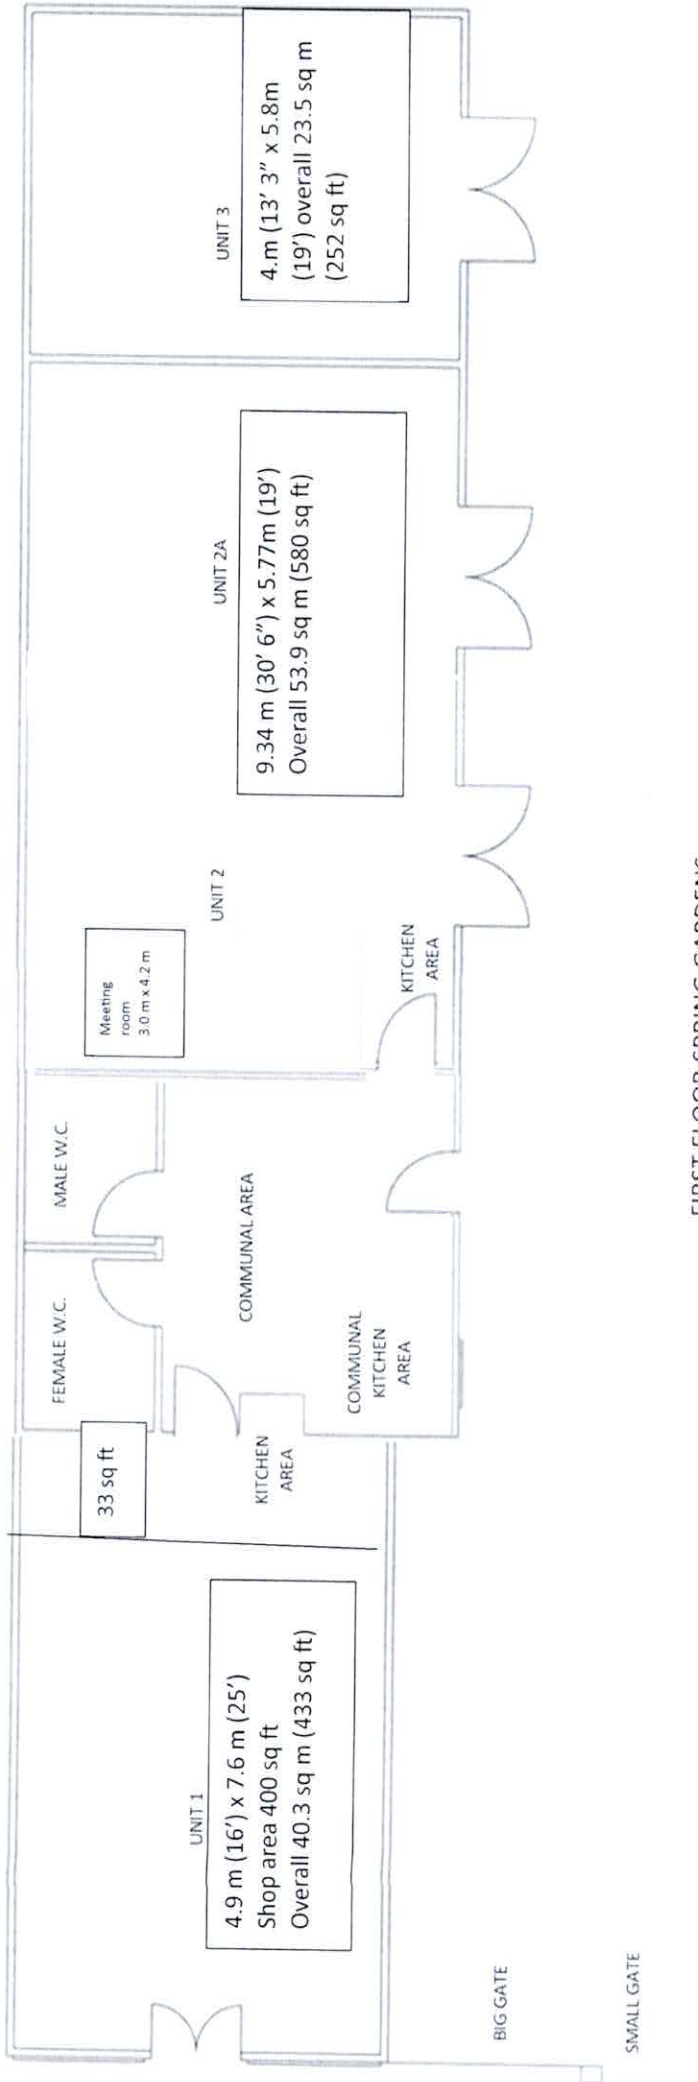 UNIT 3
4.m (13' 3" x 5.8m
(19') overall 23.5 sq m
(252 sq ft)
UNIT 2A
9.34 m (30' 6") x 5.77m (19')
Overall 53.9 sq m (580 sq ft)
UNIT 2
Meeting
room
3.0 m x 4.2 m
KITCHEN
AREA
MALE W.C.
FEMALE W.C.
COMMUNAL AREA
COMMUNAL
KITCHEN
AREA
33 sq ft
KITCHEN
AREA
UNIT 1
4.9 m (16') x 7.6 m (25')
Shop area 400 sq ft
Overall 40.3 sq m (433 sq ft)
BIG GATE
SMALL GATE
FIRST FLOOR SPRING GARDENS